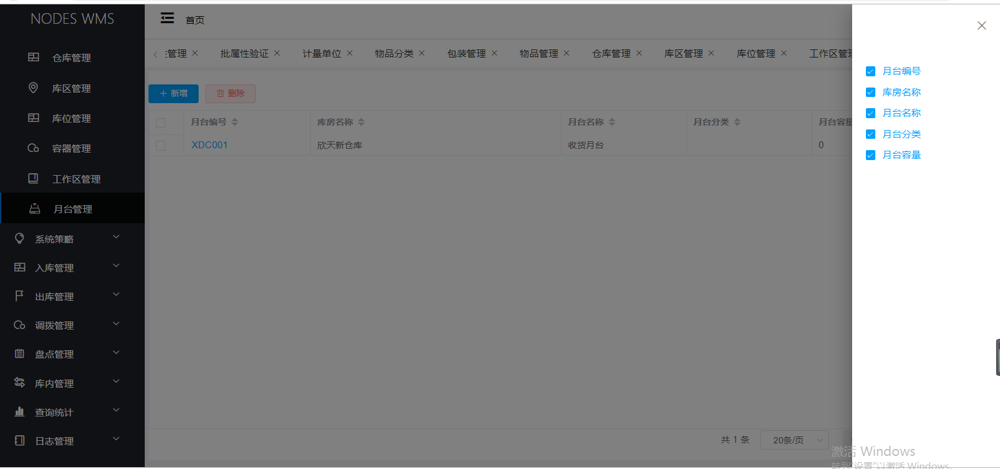 NODES WMS
首页
仓库管理
库区管理
库位管理
容器管理
工作区管理
月台管理
系统策略
入库管理
出库管理
调拨管理
盘点管理
库内管理
查询统计
日志管理
管理 批属性验证 计量单位 物品分类 包装管理 物品管理 仓库管理 库区管理 库位管理 工作区管理
新增 删除
月台编号 库房名称 月台名称 月台分类 月台容量
XDC001 欣天新仓库 收货月台 0
共 1 条 20条/页
月台编号
库房名称
月台名称
月台分类
月台容量
激活 Windows
转到"设置"以激活 Windows。